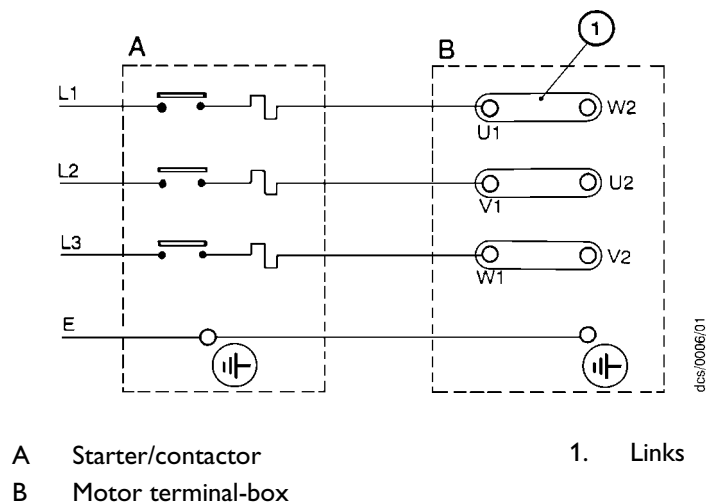 A
B
1
L1
U1
W2
L2
V1
U2
L3
W1
V2
E
dcs/0006/01
A Starter/contactor
1. Links
B Motor terminal-box